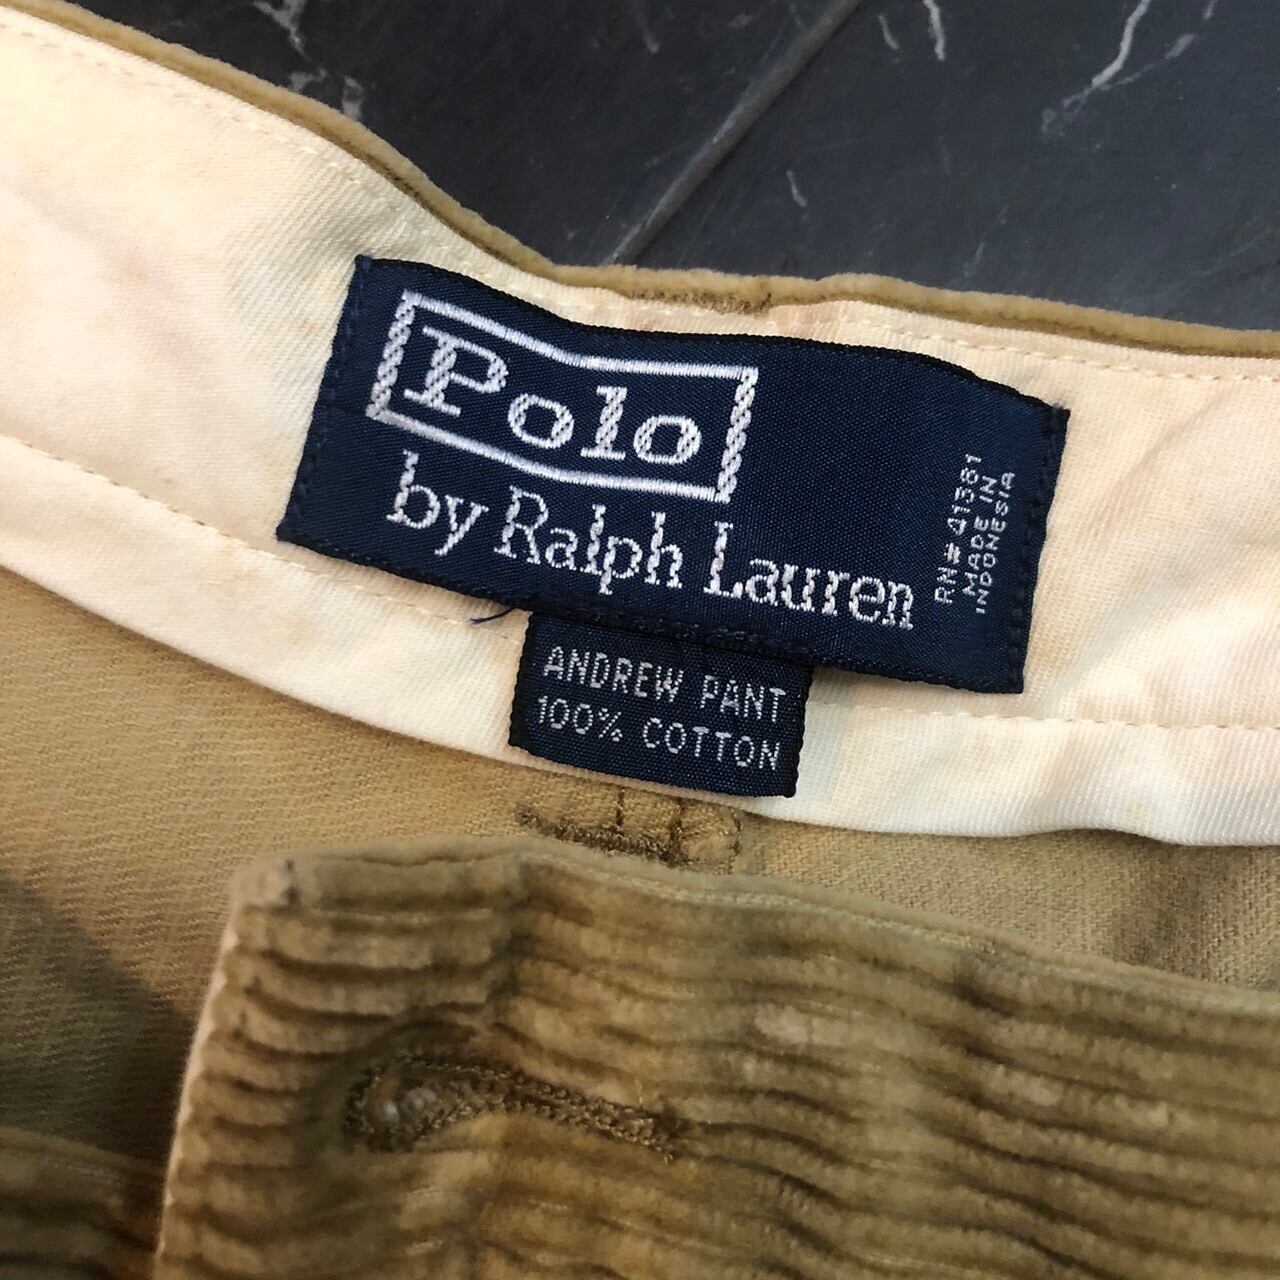 Polo
by Ralph Lauren
RN# 41381
MADE IN
INDONESIA
ANDREW PANT
100% COTTON